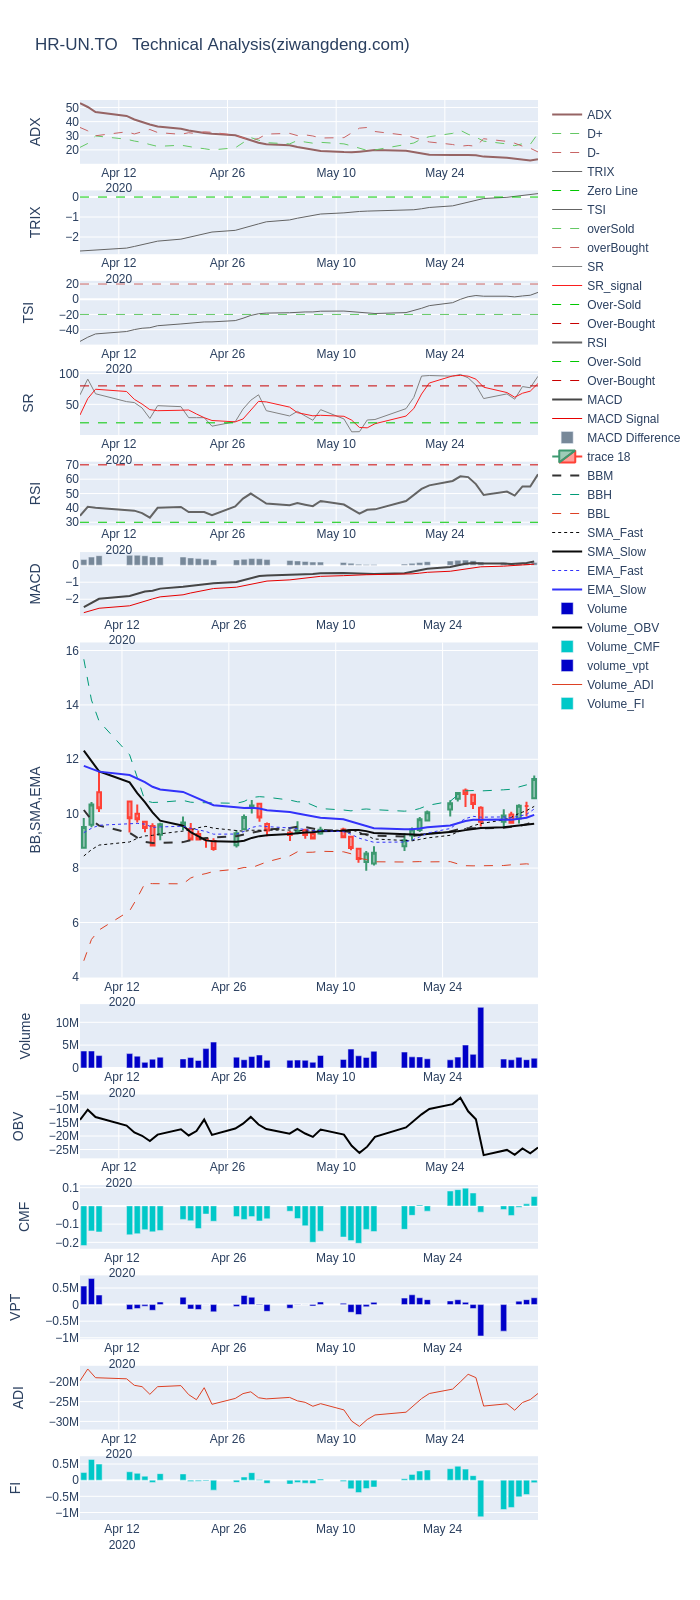 HR-UN.TO   Technical Analysis(ziwangdeng.com)
ADX
50
40
30
20
Apr 12
2020
Apr 26
May 10
May 24
TRIX
0
−1
−2
Apr 12
2020
Apr 26
May 10
May 24
TSI
20
0
−20
−40
Apr 12
2020
Apr 26
May 10
May 24
SR
100
50
Apr 12
2020
Apr 26
May 10
May 24
RSI
70
60
50
40
30
Apr 12
2020
Apr 26
May 10
May 24
MACD
0
−1
−2
Apr 12
2020
Apr 26
May 10
May 24
BB,SMA,EMA
16
14
12
10
8
6
4
Apr 12
2020
Apr 26
May 10
May 24
Volume
10M
5M
0
Apr 12
2020
Apr 26
May 10
May 24
OBV
−5M
−10M
−15M
−20M
−25M
Apr 12
2020
Apr 26
May 10
May 24
CMF
0.1
0
−0.1
−0.2
Apr 12
2020
Apr 26
May 10
May 24
VPT
0.5M
0
−0.5M
−1M
Apr 12
2020
Apr 26
May 10
May 24
ADI
−20M
−25M
−30M
Apr 12
2020
Apr 26
May 10
May 24
FI
0.5M
0
−0.5M
−1M
Apr 12
2020
Apr 26
May 10
May 24
ADX
D+
D-
TRIX
Zero Line
TSI
overSold
overBought
SR
SR_signal
Over-Sold
Over-Bought
RSI
Over-Sold
Over-Bought
MACD
MACD Signal
MACD Difference
trace 18
BBM
BBH
BBL
SMA_Fast
SMA_Slow
EMA_Fast
EMA_Slow
Volume
Volume_OBV
Volume_CMF
volume_vpt
Volume_ADI
Volume_FI